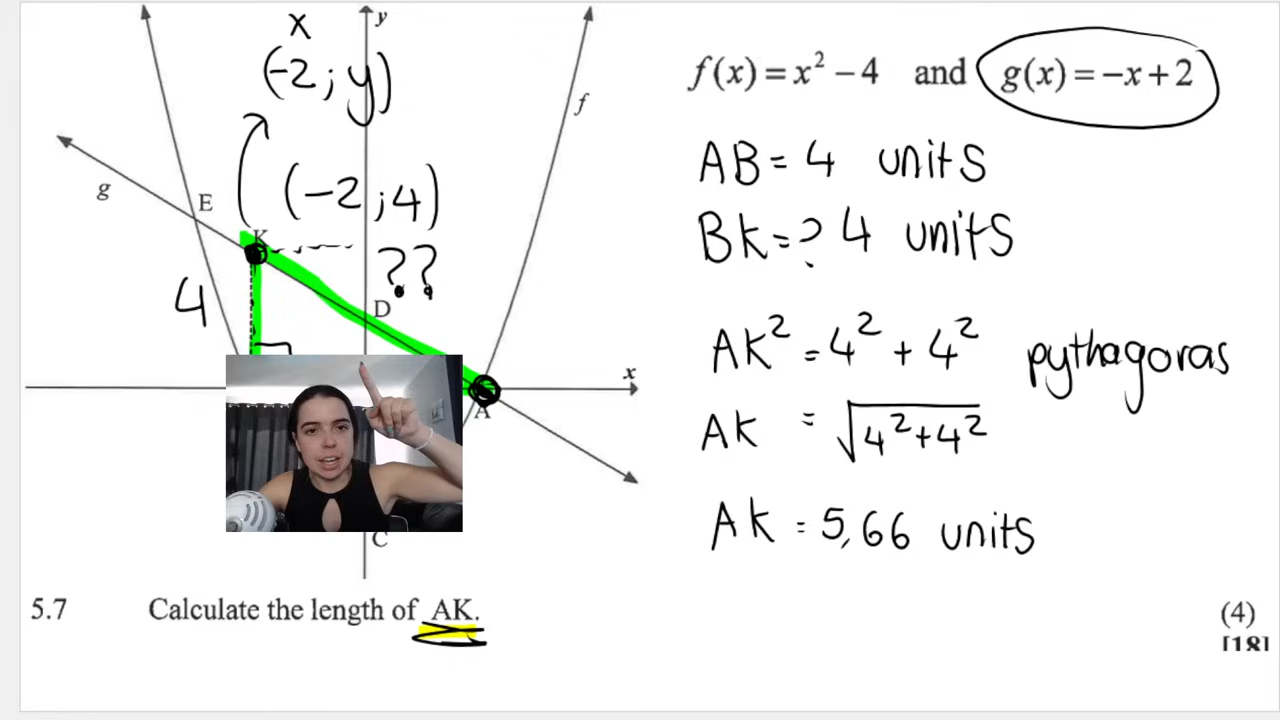 x
y
(-2 ; y)
f
g
E
(-2 ; 4)
K
??
4
D
x
A
C
f(x) = x² − 4 and g(x) = −x + 2
AB = 4 units
BK = ? 4 units
AK² = 4² + 4² pythagoras
AK = √4² + 4²
AK = 5,66 units
5.7 Calculate the length of AK. (4)
[18]